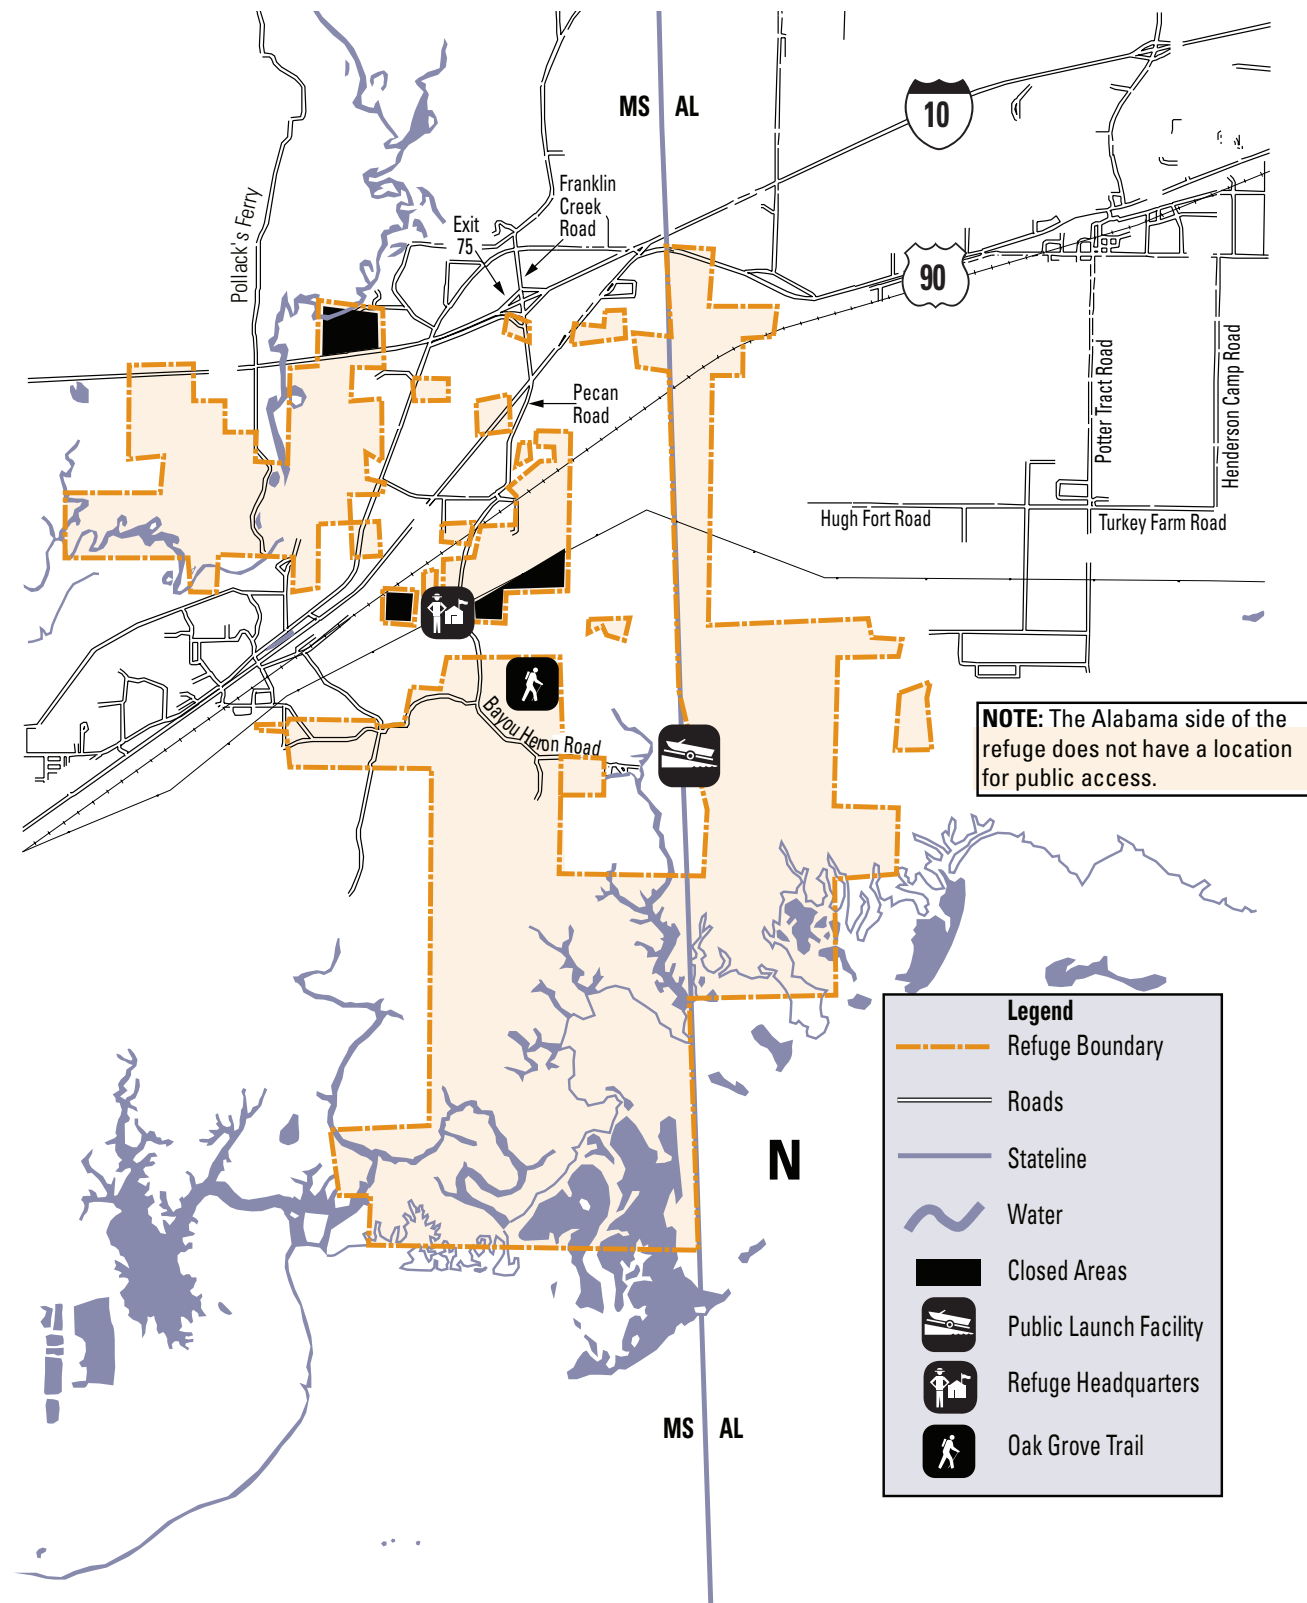 MS AL
10
Franklin
Creek
Road
Exit
75
Pollack's Ferry
90
Pecan
Road
Potter Tract Road
Henderson Camp Road
Hugh Fort Road
Turkey Farm Road
Bayou Heron Road
NOTE: The Alabama side of the
refuge does not have a location
for public access.
Legend
Refuge Boundary
Roads
Stateline
Water
Closed Areas
Public Launch Facility
Refuge Headquarters
Oak Grove Trail
N
MS AL